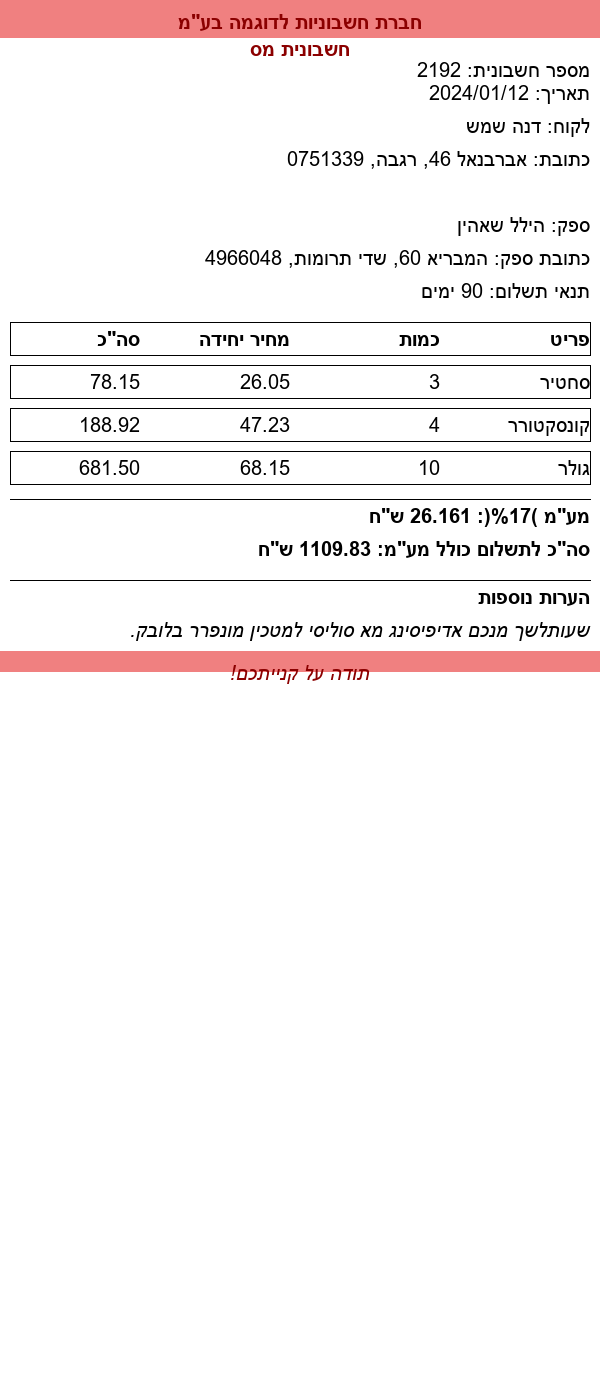 חברת חשבוניות לדוגמה בע"מ
חשבונית מס
מספר חשבונית: 2192
תאריך: 2024/01/12
לקוח: דנה שמש
כתובת: אברבנאל 46, רגבה, 0751339
ספק: הילל שאהין
כתובת ספק: המבריא 60, שדי תרומות, 4966048
תנאי תשלום: 90 ימים
פריט כמות מחיר יחידה סה"כ
סחטיר 3 26.05 78.15
קונסקטורר 4 47.23 188.92
גולר 10 68.15 681.50
מע"מ )17%(: 26.161 ש"ח
סה"כ לתשלום כולל מע"מ: 1109.83 ש"ח
הערות נוספות
שעותלשך מנכם אדיפיסינג מא סוליסי למטכין מונפרר בלובק.
תודה על קנייתכם!